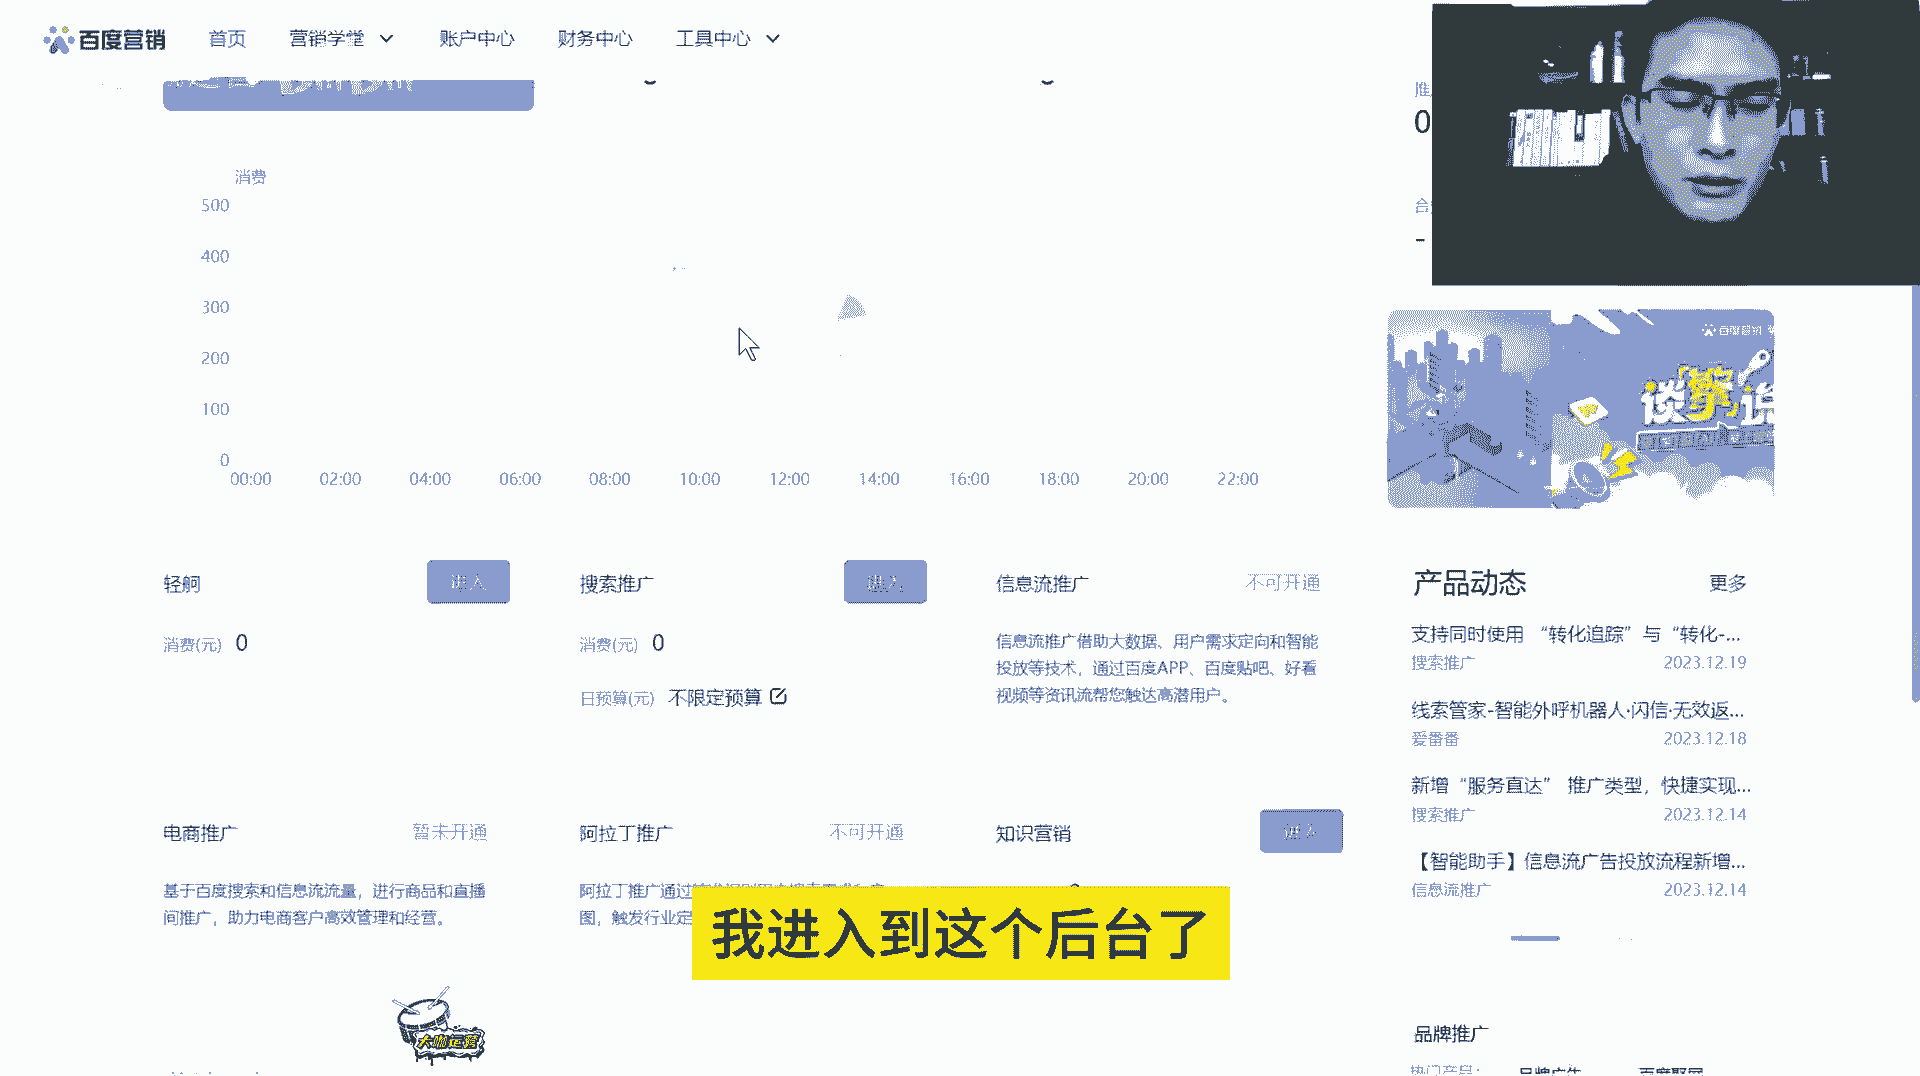 百度营销 首页 营销学堂 账户中心 财务中心 工具中心
推
0
合
-
消费
500
400
300
200
100
0
00:00 02:00 04:00 06:00 08:00 10:00 12:00 14:00 16:00 18:00 20:00 22:00
百度营销
轻舸 进入
消费(元) 0
搜索推广 进入
消费(元) 0
日预算(元) 不限定预算
信息流推广 不可开通
信息流推广借助大数据、用户需求定向和智能
投放等技术，通过百度APP、百度贴吧、好看
视频等资讯流帮您触达高潜用户。
电商推广 暂未开通
基于百度搜索和信息流流量，进行商品和直播
间推广，助力电商客户高效管理和经营。
阿拉丁推广 不可开通
阿拉丁推广通过
图，触发行业定
知识营销 进入
我进入到这个后台了
产品动态 更多
支持同时使用 “转化追踪” 与 “转化-...
搜索推广 2023.12.19
线索管家-智能外呼机器人·闪信·无效返...
爱番番 2023.12.18
新增 “服务直达” 推广类型，快捷实现...
搜索推广 2023.12.14
【智能助手】信息流广告投放流程新增...
信息流推广 2023.12.14
品牌推广
热门产品： 品牌广告 百度聚屏